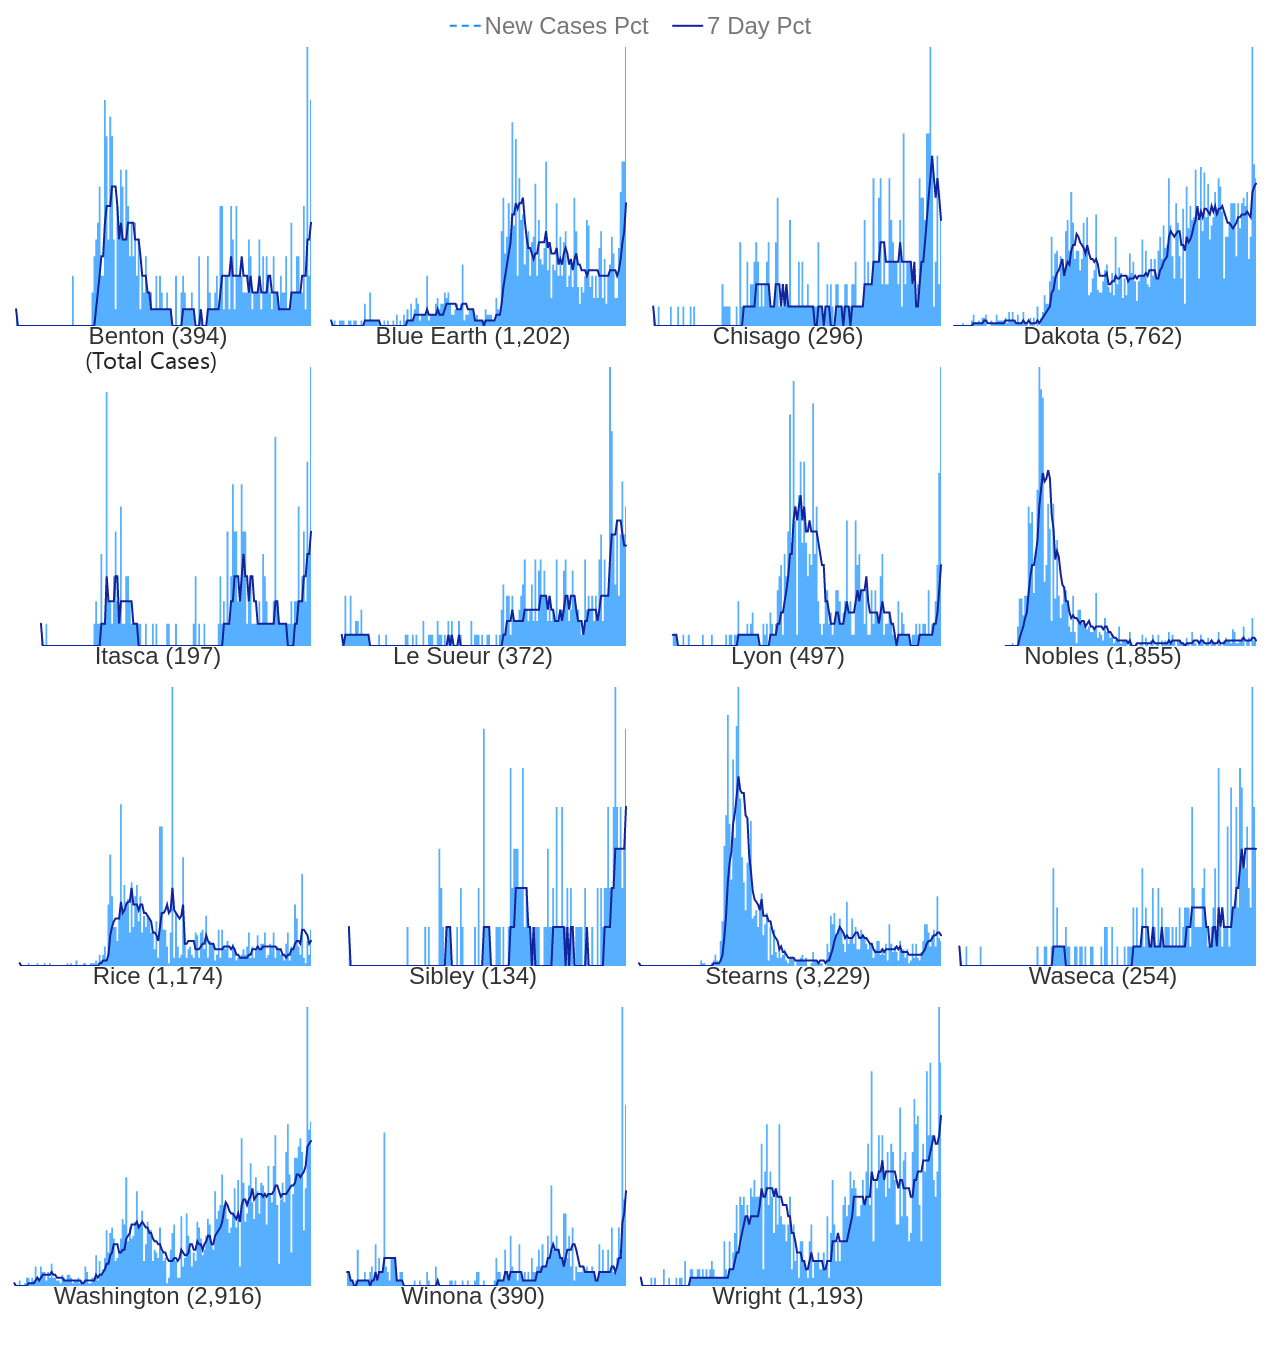 New Cases Pct 7 Day Pct
Benton (394) Blue Earth (1,202) Chisago (296) Dakota (5,762)
(Total Cases)
Itasca (197) Le Sueur (372) Lyon (497) Nobles (1,855)
Rice (1,174) Sibley (134) Stearns (3,229) Waseca (254)
Washington (2,916) Winona (390) Wright (1,193)